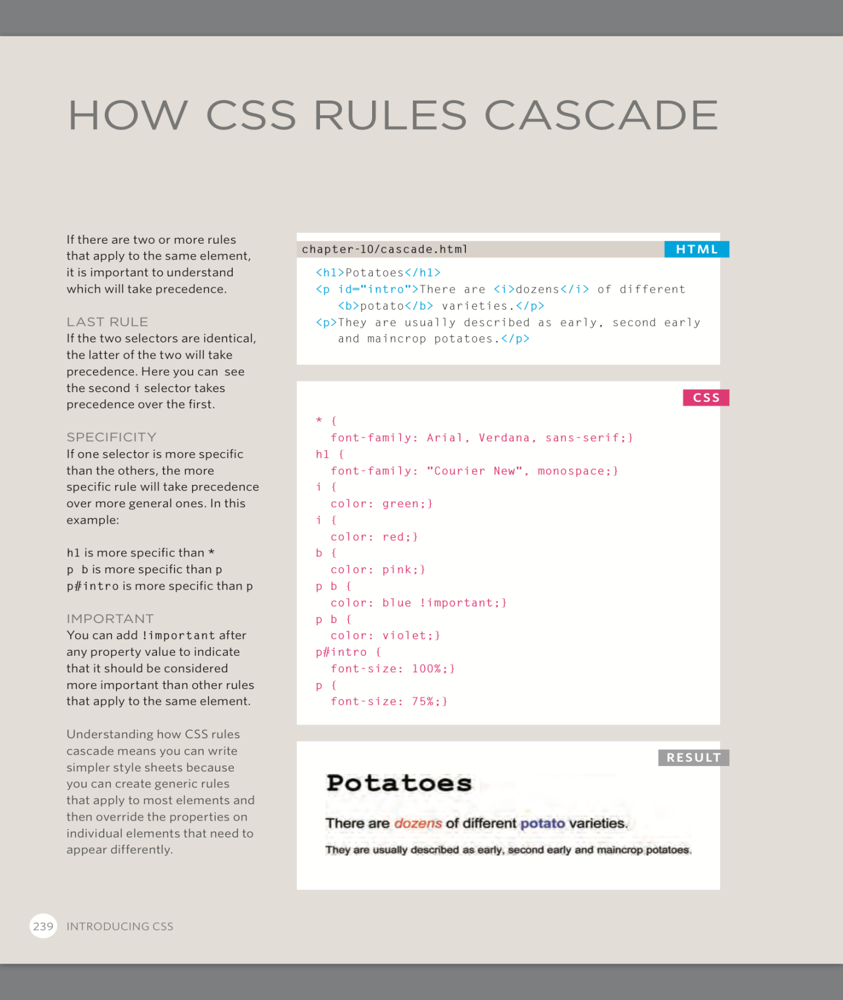 HOW CSS RULES CASCADE
If there are two or more rules
that apply to the same element,
it is important to understand
which will take precedence.
LAST RULE
If the two selectors are identical,
the latter of the two will take
precedence. Here you can  see
the second i selector takes
precedence over the first.
SPECIFICITY
If one selector is more specific
than the others, the more
specific rule will take precedence
over more general ones. In this
example:
h1 is more specific than *
p b is more specific than p
p#intro is more specific than p
IMPORTANT
You can add !important after
any property value to indicate
that it should be considered
more important than other rules
that apply to the same element.
Understanding how CSS rules
cascade means you can write
simpler style sheets because
you can create generic rules
that apply to most elements and
then override the properties on
individual elements that need to
appear differently.
chapter-10/cascade.html HTML
<h1>Potatoes</h1>
<p id="intro">There are <i>dozens</i> of different
<b>potato</b> varieties.</p>
<p>They are usually described as early, second early
and maincrop potatoes.</p>
CSS
* {
font-family: Arial, Verdana, sans-serif;}
h1 {
font-family: "Courier New", monospace;}
i {
color: green;}
i {
color: red;}
b {
color: pink;}
p b {
color: blue !important;}
p b {
color: violet;}
p#intro {
font-size: 100%;}
p {
font-size: 75%;}
RESULT
Potatoes
There are dozens of different potato varieties.
They are usually described as early, second early and maincrop potatoes.
239 INTRODUCING CSS